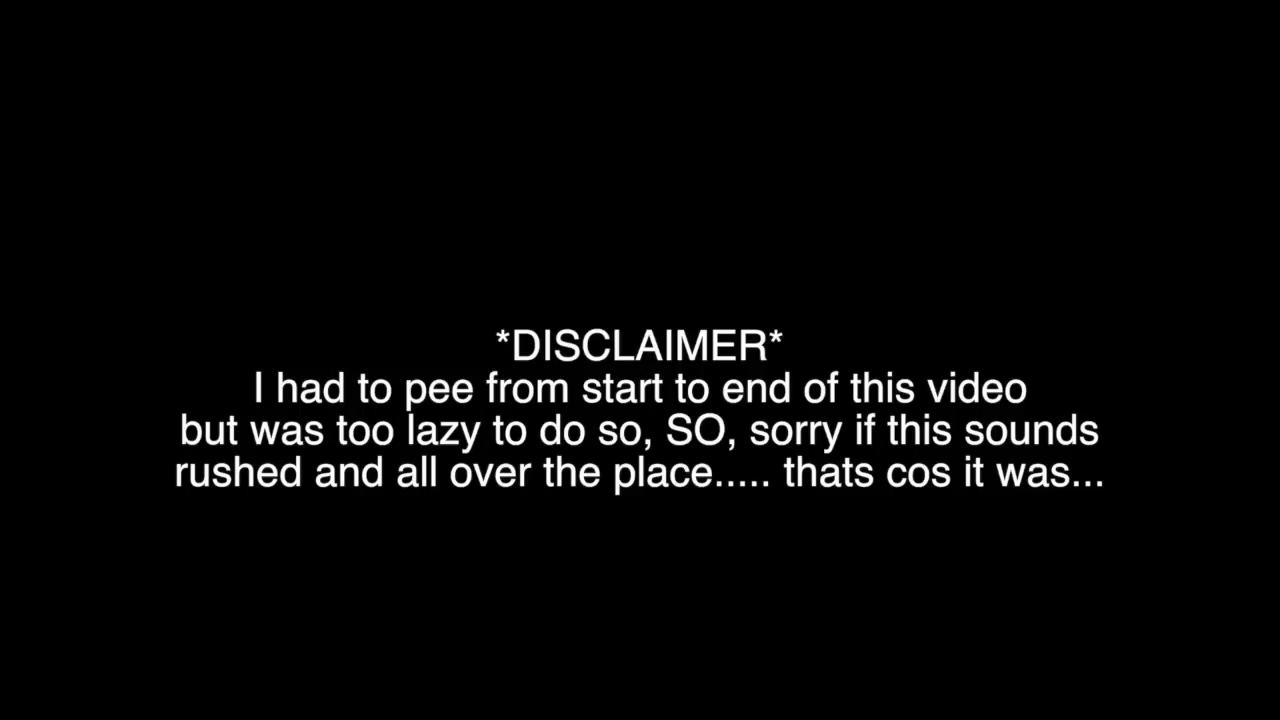 *DISCLAIMER*
I had to pee from start to end of this video
but was too lazy to do so, SO, sorry if this sounds
rushed and all over the place..... thats cos it was...